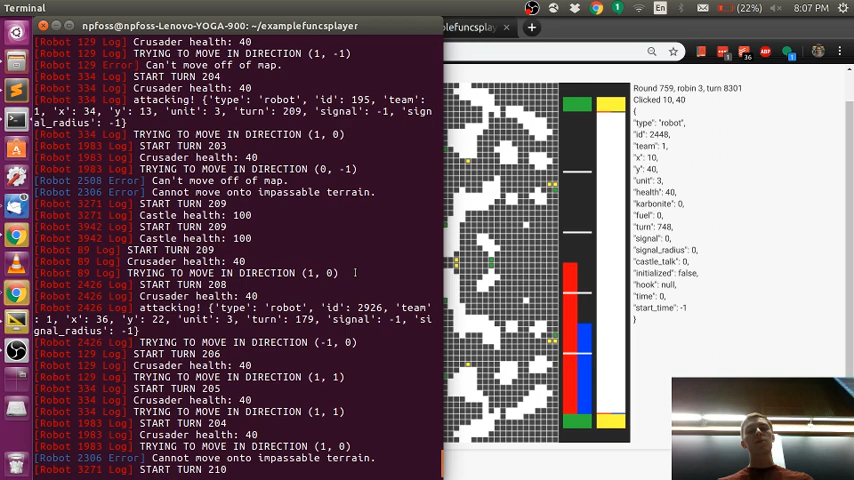 Terminal
En
(22%)
8:07 PM
npfoss@npfoss-Lenovo-YOGA-900: ~/examplefuncsplayer
[Robot 129 Log] Crusader health: 40
[Robot 129 Log] TRYING TO MOVE IN DIRECTION (1, -1)
[Robot 129 Error] Can't move off of map.
[Robot 334 Log] START TURN 204
[Robot 334 Log] Crusader health: 40
[Robot 334 Log] attacking! {'type': 'robot', 'id': 195, 'team':
1, 'x': 34, 'y': 13, 'unit': 3, 'turn': 209, 'signal': -1, 'sign
al_radius': -1}
[Robot 334 Log] TRYING TO MOVE IN DIRECTION (1, 0)
[Robot 1983 Log] START TURN 203
[Robot 1983 Log] Crusader health: 40
[Robot 1983 Log] TRYING TO MOVE IN DIRECTION (0, -1)
[Robot 2508 Error] Can't move off of map.
[Robot 2306 Error] Cannot move onto impassable terrain.
[Robot 3271 Log] START TURN 209
[Robot 3271 Log] Castle health: 100
[Robot 3942 Log] START TURN 209
[Robot 3942 Log] Castle health: 100
[Robot 89 Log] START TURN 209
[Robot 89 Log] Crusader health: 40
[Robot 89 Log] TRYING TO MOVE IN DIRECTION (1, 0)
[Robot 2426 Log] START TURN 208
[Robot 2426 Log] Crusader health: 40
[Robot 2426 Log] attacking! {'type': 'robot', 'id': 2926, 'team'
: 1, 'x': 36, 'y': 22, 'unit': 3, 'turn': 179, 'signal': -1, 'si
gnal_radius': -1}
[Robot 2426 Log] TRYING TO MOVE IN DIRECTION (-1, 0)
[Robot 129 Log] START TURN 206
[Robot 129 Log] Crusader health: 40
[Robot 129 Log] TRYING TO MOVE IN DIRECTION (1, 1)
[Robot 334 Log] START TURN 205
[Robot 334 Log] Crusader health: 40
[Robot 334 Log] TRYING TO MOVE IN DIRECTION (1, 1)
[Robot 1983 Log] START TURN 204
[Robot 1983 Log] Crusader health: 40
[Robot 1983 Log] TRYING TO MOVE IN DIRECTION (1, 0)
[Robot 2306 Error] Cannot move onto impassable terrain.
[Robot 3271 Log] START TURN 210
plefuncsplay
Round 759, robin 3, turn 8301
Clicked 10, 40
{
"type": "robot",
"id": 2448,
"team": 1,
"x": 10,
"y": 40,
"unit": 3,
"health": 40,
"karbonite": 0,
"fuel": 0,
"turn": 748,
"signal": 0,
"signal_radius": 0,
"castle_talk": 0,
"initialized": false,
"hook": null,
"time": 0,
"start_time": -1
}